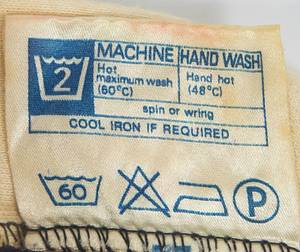 MACHINE HAND WASH
2
Hot
maximum wash
(60°C)
Hand hot
(48°C)
spin or wring
COOL IRON IF REQUIRED
60
P